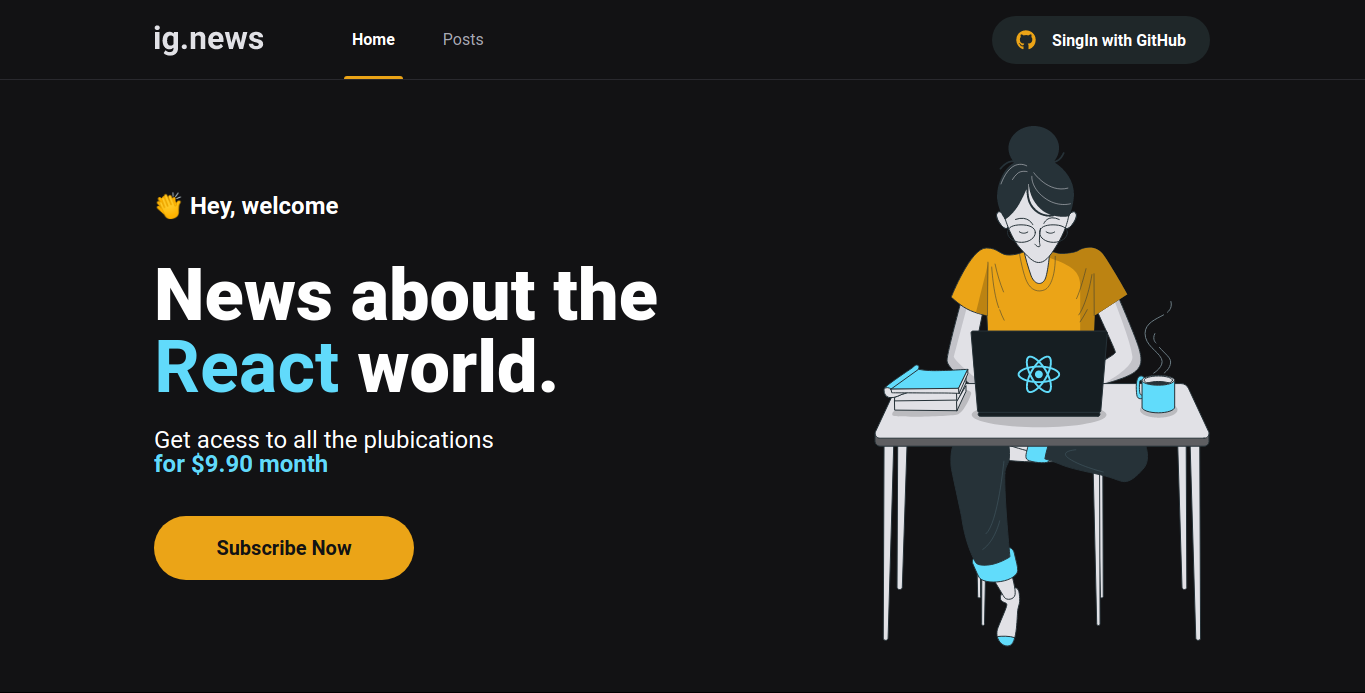 ig.news
Home
Posts
SingIn with GitHub
👋 Hey, welcome
News about the
React world.
Get acess to all the plubications
for $9.90 month
Subscribe Now